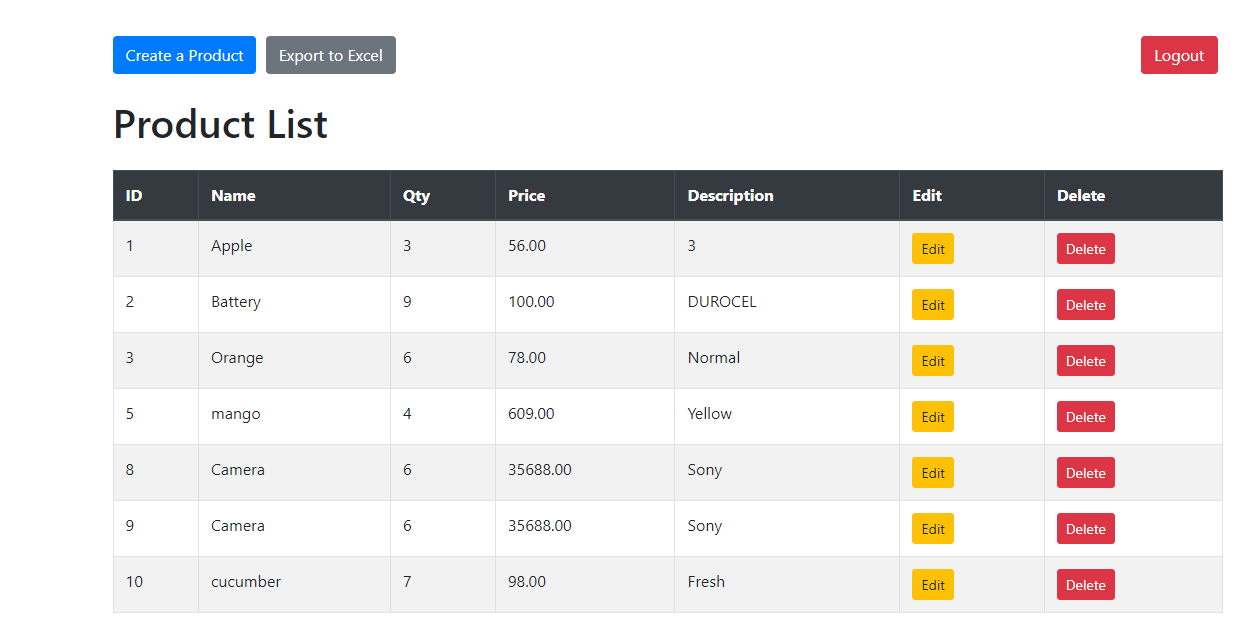 Create a Product Export to Excel Logout
Product List
ID Name Qty Price Description Edit Delete
1 Apple 3 56.00 3 Edit Delete
2 Battery 9 100.00 DUROCEL Edit Delete
3 Orange 6 78.00 Normal Edit Delete
5 mango 4 609.00 Yellow Edit Delete
8 Camera 6 35688.00 Sony Edit Delete
9 Camera 6 35688.00 Sony Edit Delete
10 cucumber 7 98.00 Fresh Edit Delete